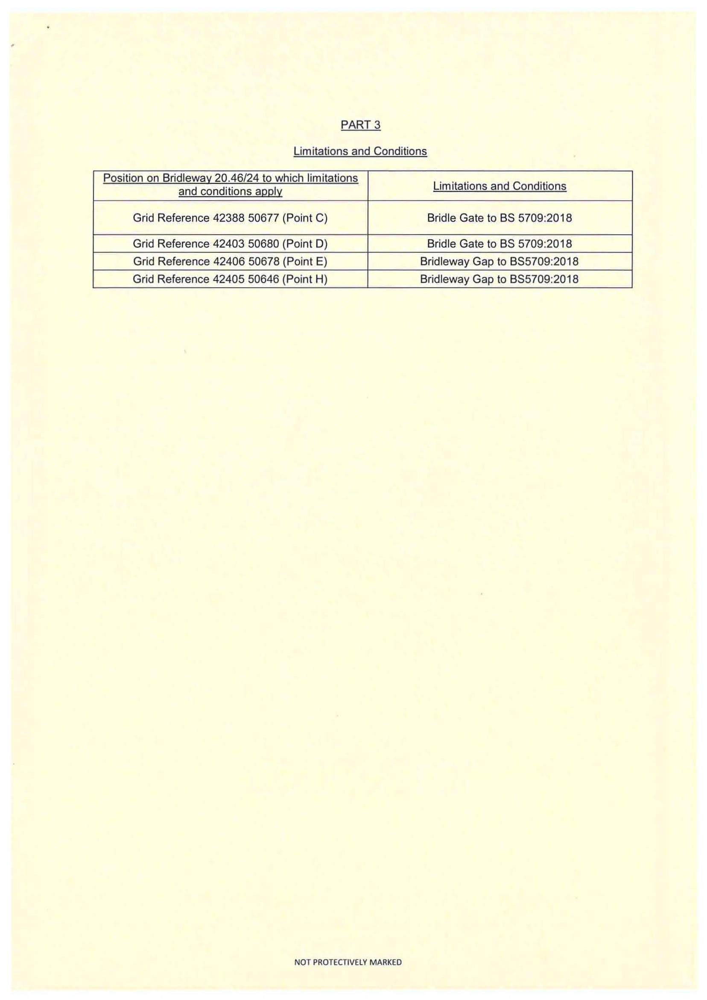 PART 3
Limitations and Conditions
Position on Bridleway 20.46/24 to which limitations
and conditions apply
Limitations and Conditions
Grid Reference 42388 50677 (Point C)
Bridle Gate to BS 5709:2018
Grid Reference 42403 50680 (Point D)
Bridle Gate to BS 5709:2018
Grid Reference 42406 50678 (Point E)
Bridleway Gap to BS5709:2018
Grid Reference 42405 50646 (Point H)
Bridleway Gap to BS5709:2018
NOT PROTECTIVELY MARKED